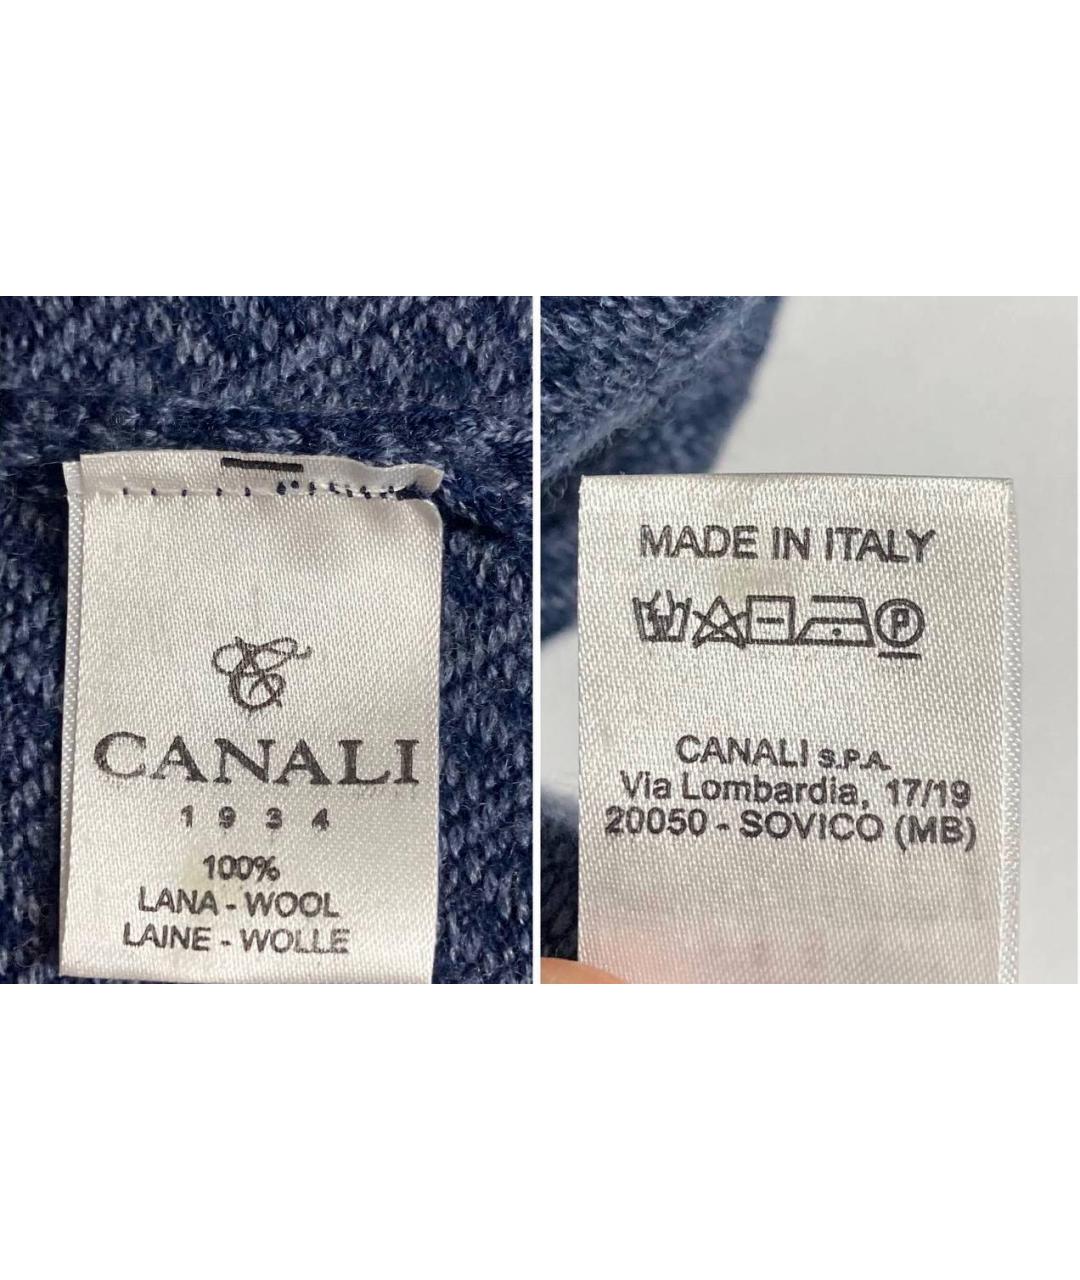 CANALI
1934
100%
LANA - WOOL
LAINE - WOLLE
MADE IN ITALY
P
CANALI S.P.A.
Via Lombardia, 17/19
20050 - SOVICO (MB)